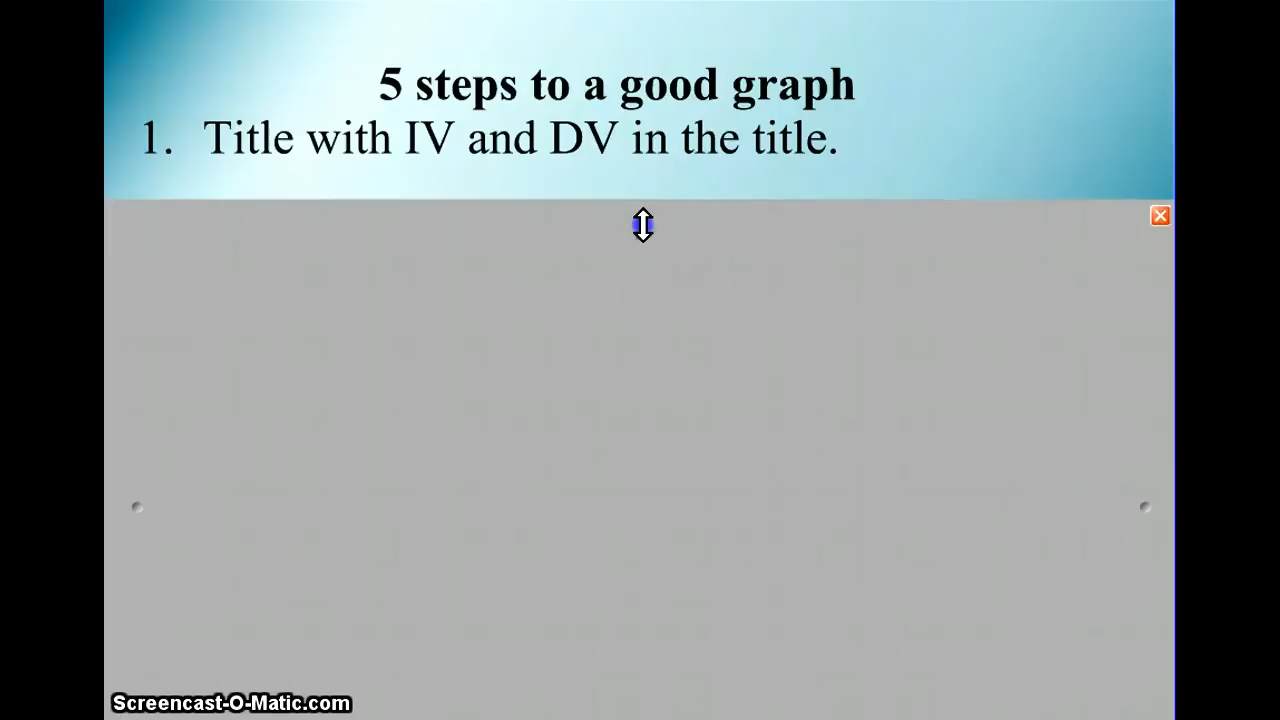 5 steps to a good graph
1. Title with IV and DV in the title.
Screencast-O-Matic.com